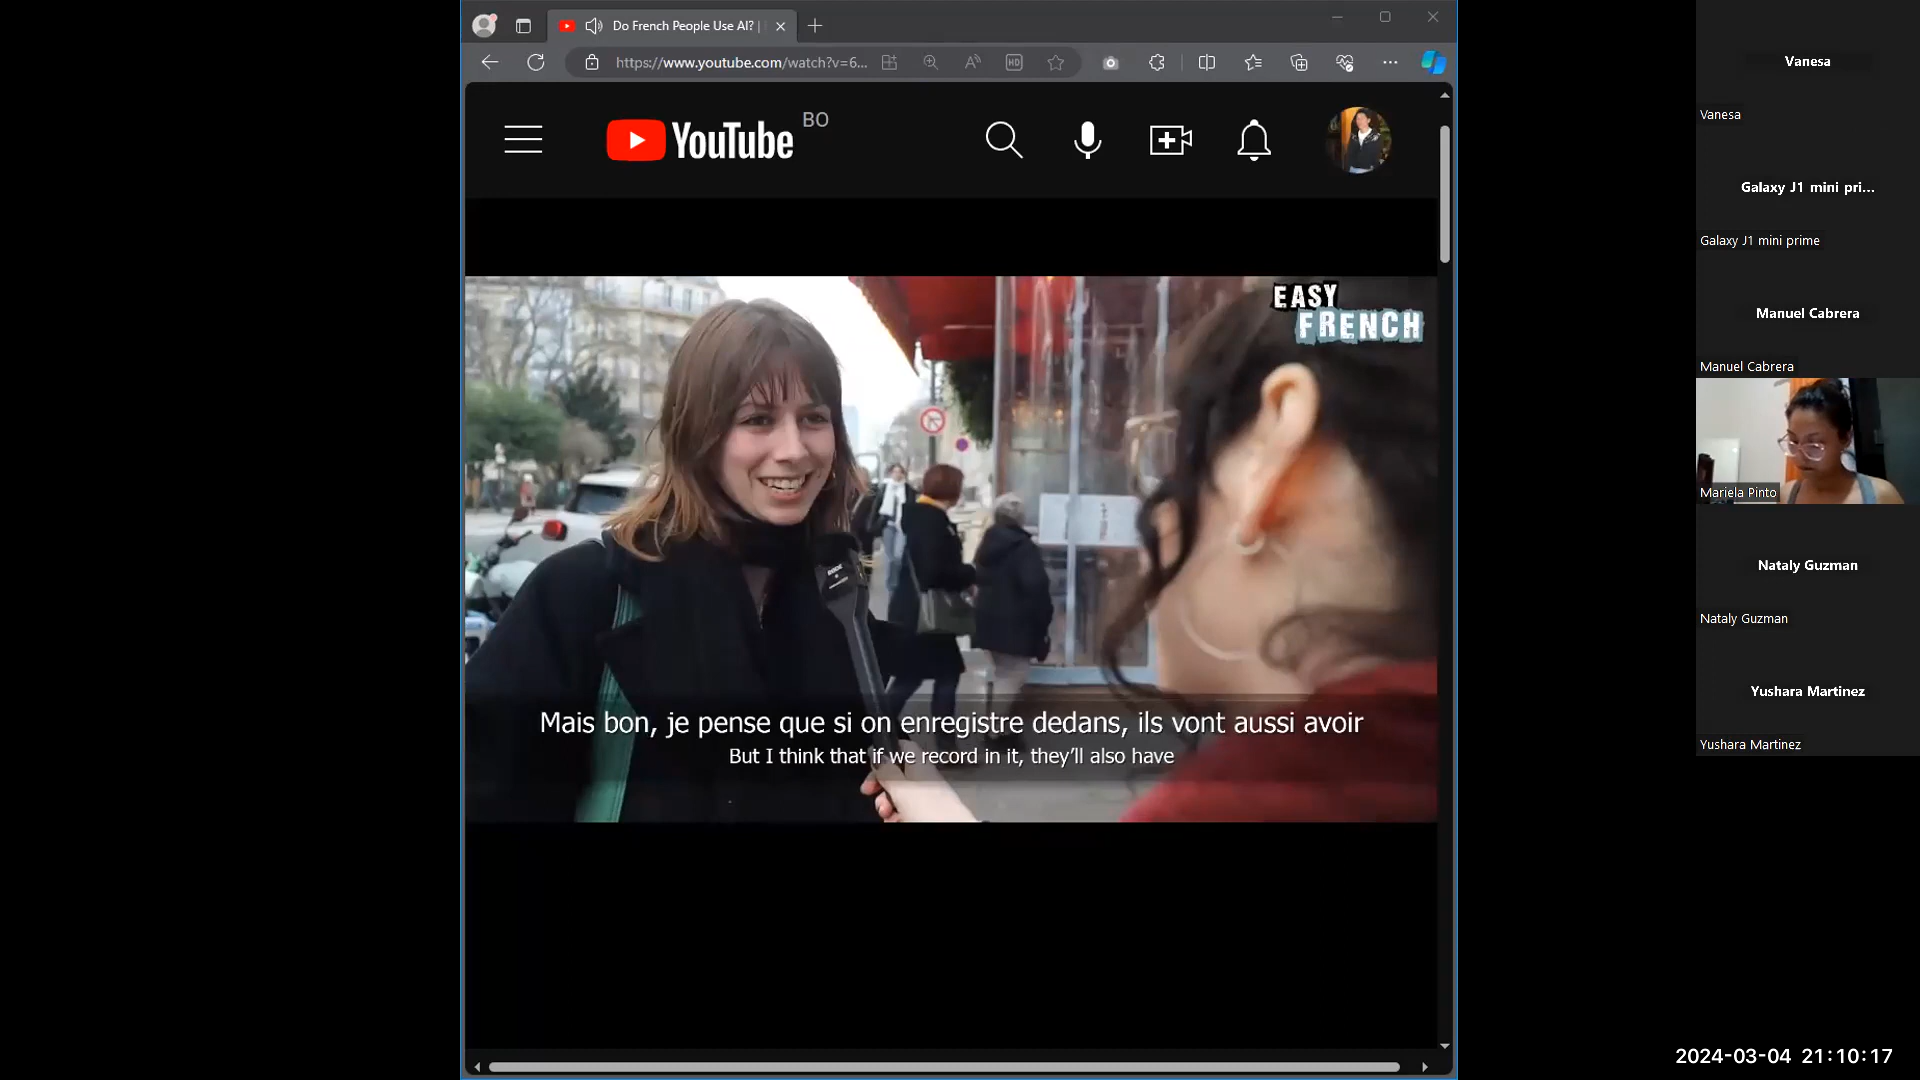 Do French People Use AI? |
https://www.youtube.com/watch?v=6...
HD
YouTube BO
EASY
FRENCH
Mais bon, je pense que si on enregistre dedans, ils vont aussi avoir
But I think that if we record in it, they'll also have
Vanesa
Vanesa
Galaxy J1 mini pri...
Galaxy J1 mini prime
Manuel Cabrera
Manuel Cabrera
Mariela Pinto
Nataly Guzman
Nataly Guzman
Yushara Martinez
Yushara Martinez
2024-03-04 21:10:17